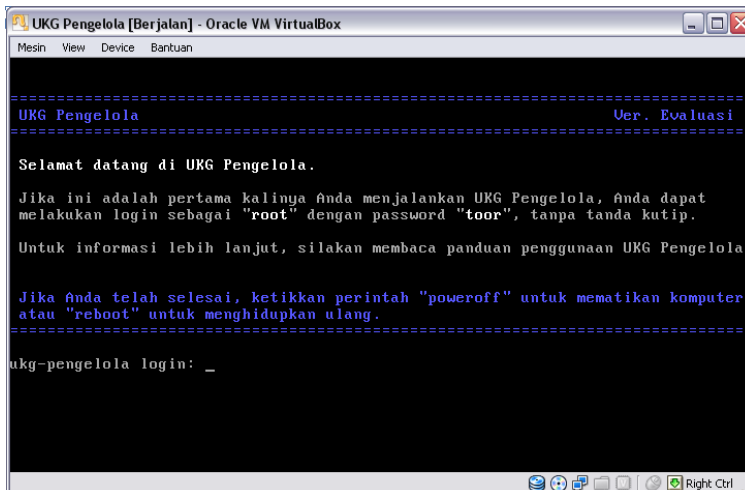 UKG Pengelola [Berjalan] - Oracle VM VirtualBox
Mesin View Device Bantuan
UKG Pengelola Ver. Evaluasi
Selamat datang di UKG Pengelola.
Jika ini adalah pertama kalinya Anda menjalankan UKG Pengelola, Anda dapat
melakukan login sebagai "root" dengan password "toor", tanpa tanda kutip.
Untuk informasi lebih lanjut, silakan membaca panduan penggunaan UKG Pengelola
Jika Anda telah selesai, ketikkan perintah "poweroff" untuk mematikan komputer
atau "reboot" untuk menghidupkan ulang.
ukg-pengelola login: _
Right Ctrl